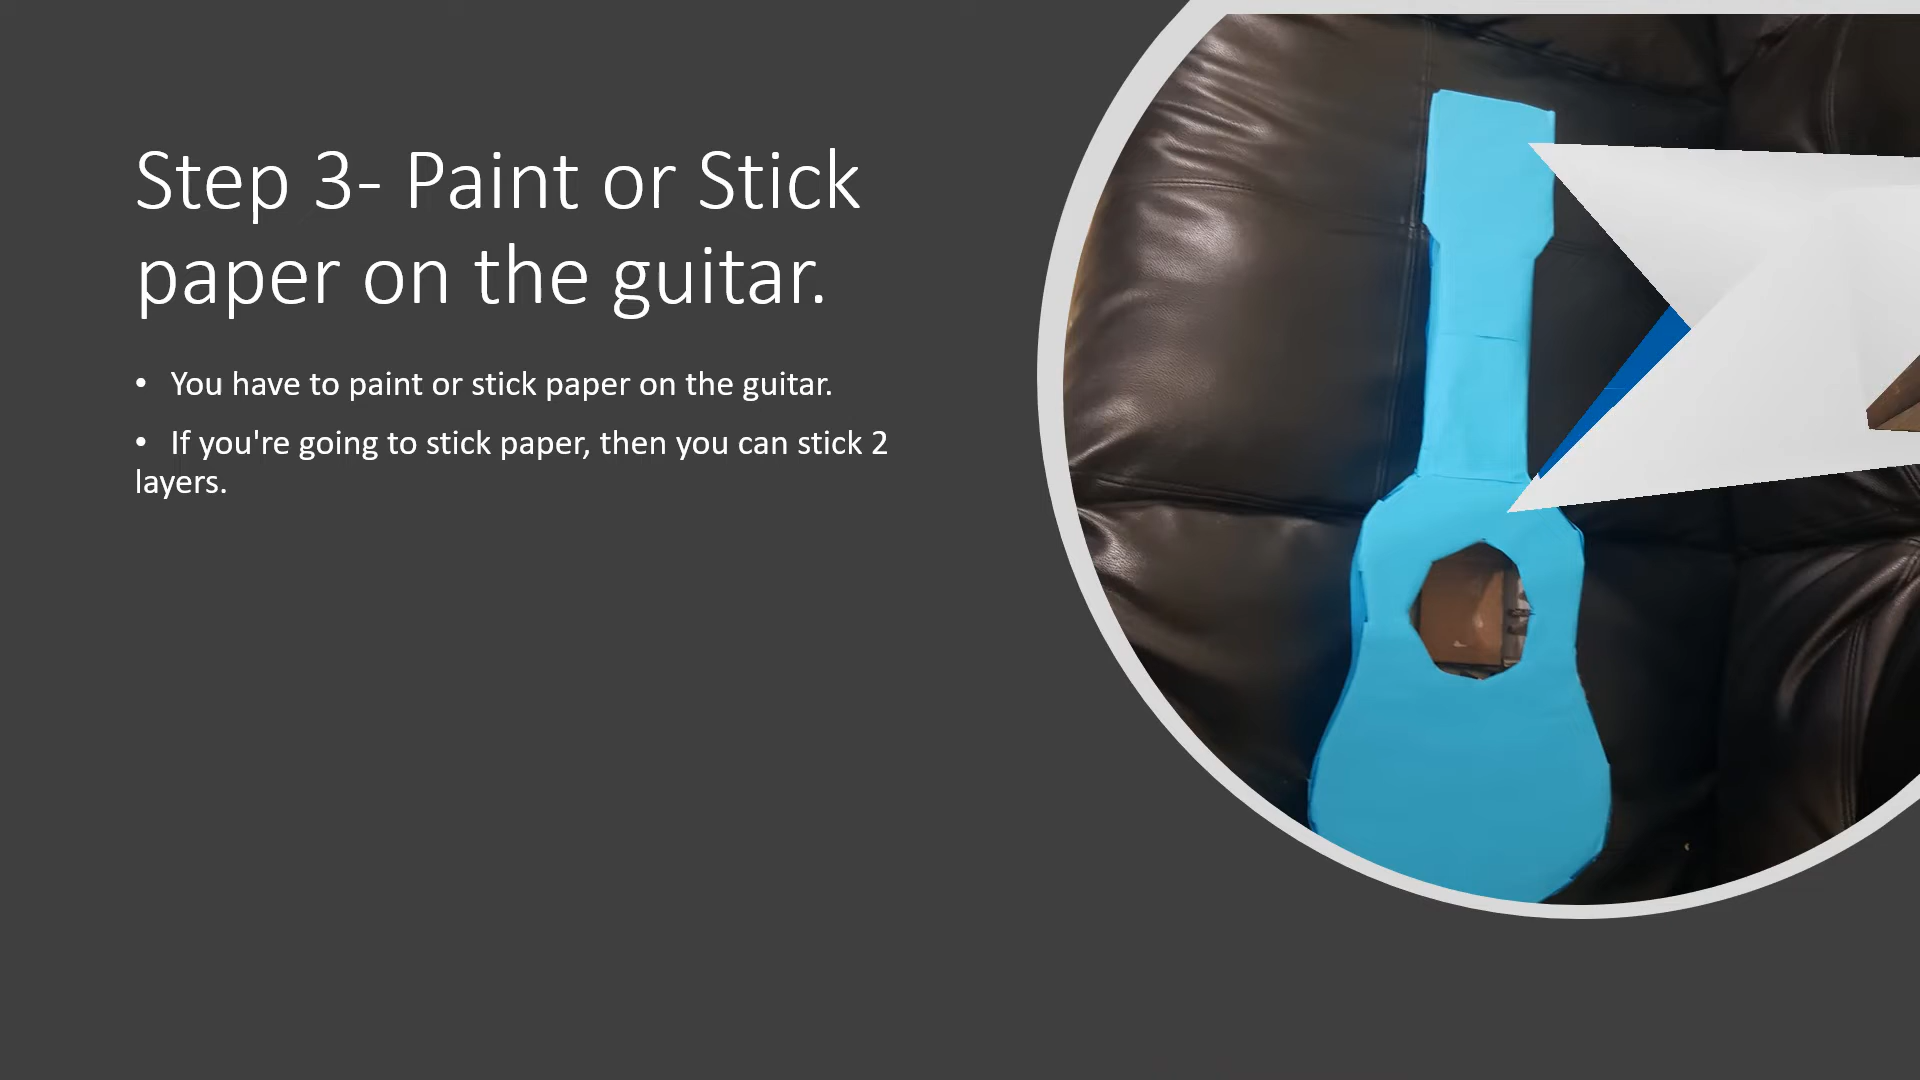 Step 3- Paint or Stick
paper on the guitar.
• You have to paint or stick paper on the guitar.
• If you're going to stick paper, then you can stick 2
layers.